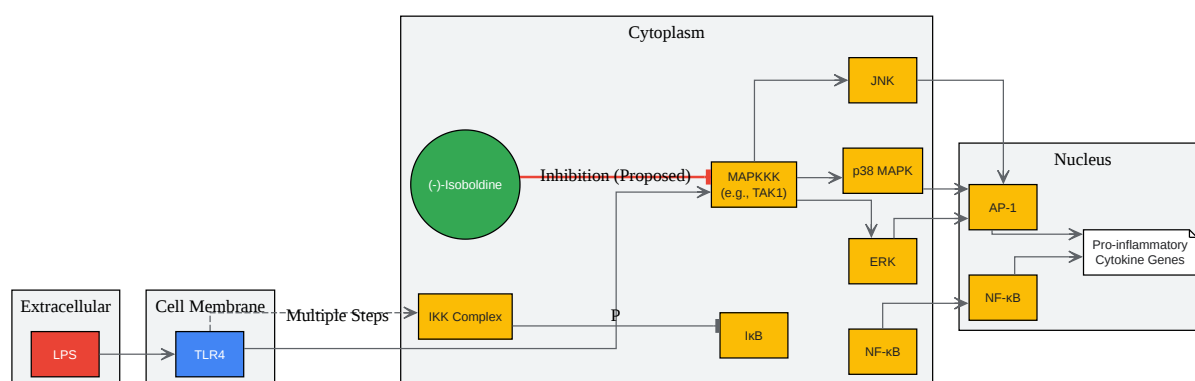 Cytoplasm
JNK
(-)-Isoboldine
Inhibition (Proposed)
MAPKKK
(e.g., TAK1)
p38 MAPK
Nucleus
AP-1
ERK
Pro-inflammatory
Cytokine Genes
Extracellular
LPS
Cell Membrane
TLR4
Multiple Steps
IKK Complex
P
IκB
NF-κB
NF-κB